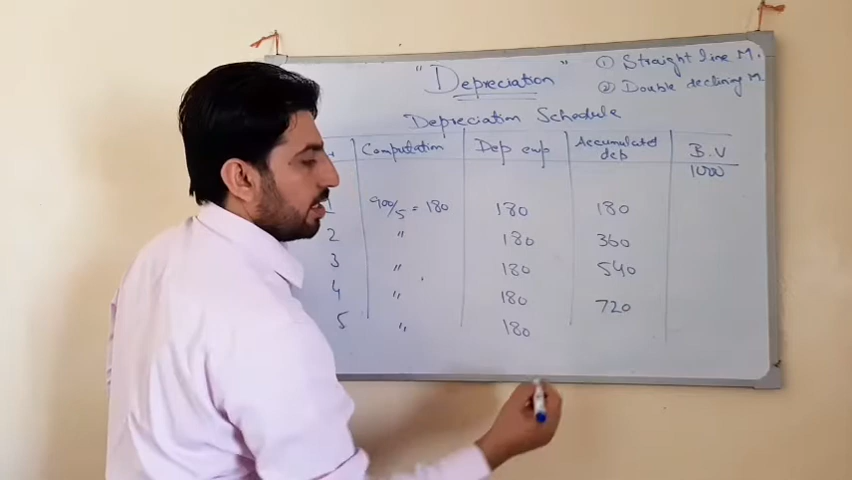 "Depreciation"
① Straight line M.
② Double declining M
Depreciation Schedule
Computation Dep exp Accumulated dep B.V
1000
1 900/5 = 180 180 180
2 " 180 360
3 " 180 540
4 " 180 720
5 " 180